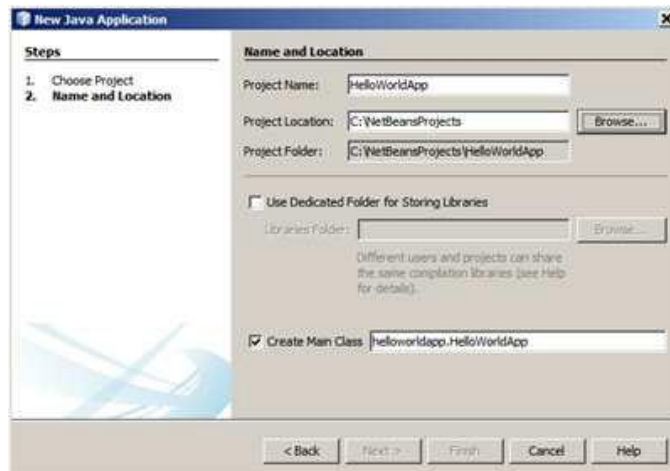 New Java Application
Steps
1. Choose Project
2. Name and Location
Name and Location
Project Name: HelloWorldApp
Project Location: C:\NetBeansProjects Browse...
Project Folder: C:\NetBeansProjects\HelloWorldApp
Use Dedicated Folder for Storing Libraries
Libraries Folder: Browse...
Different users and projects can share
the same compilation libraries (see Help
for details).
Create Main Class helloworldapp.HelloWorldApp
< Back Next > Finish Cancel Help